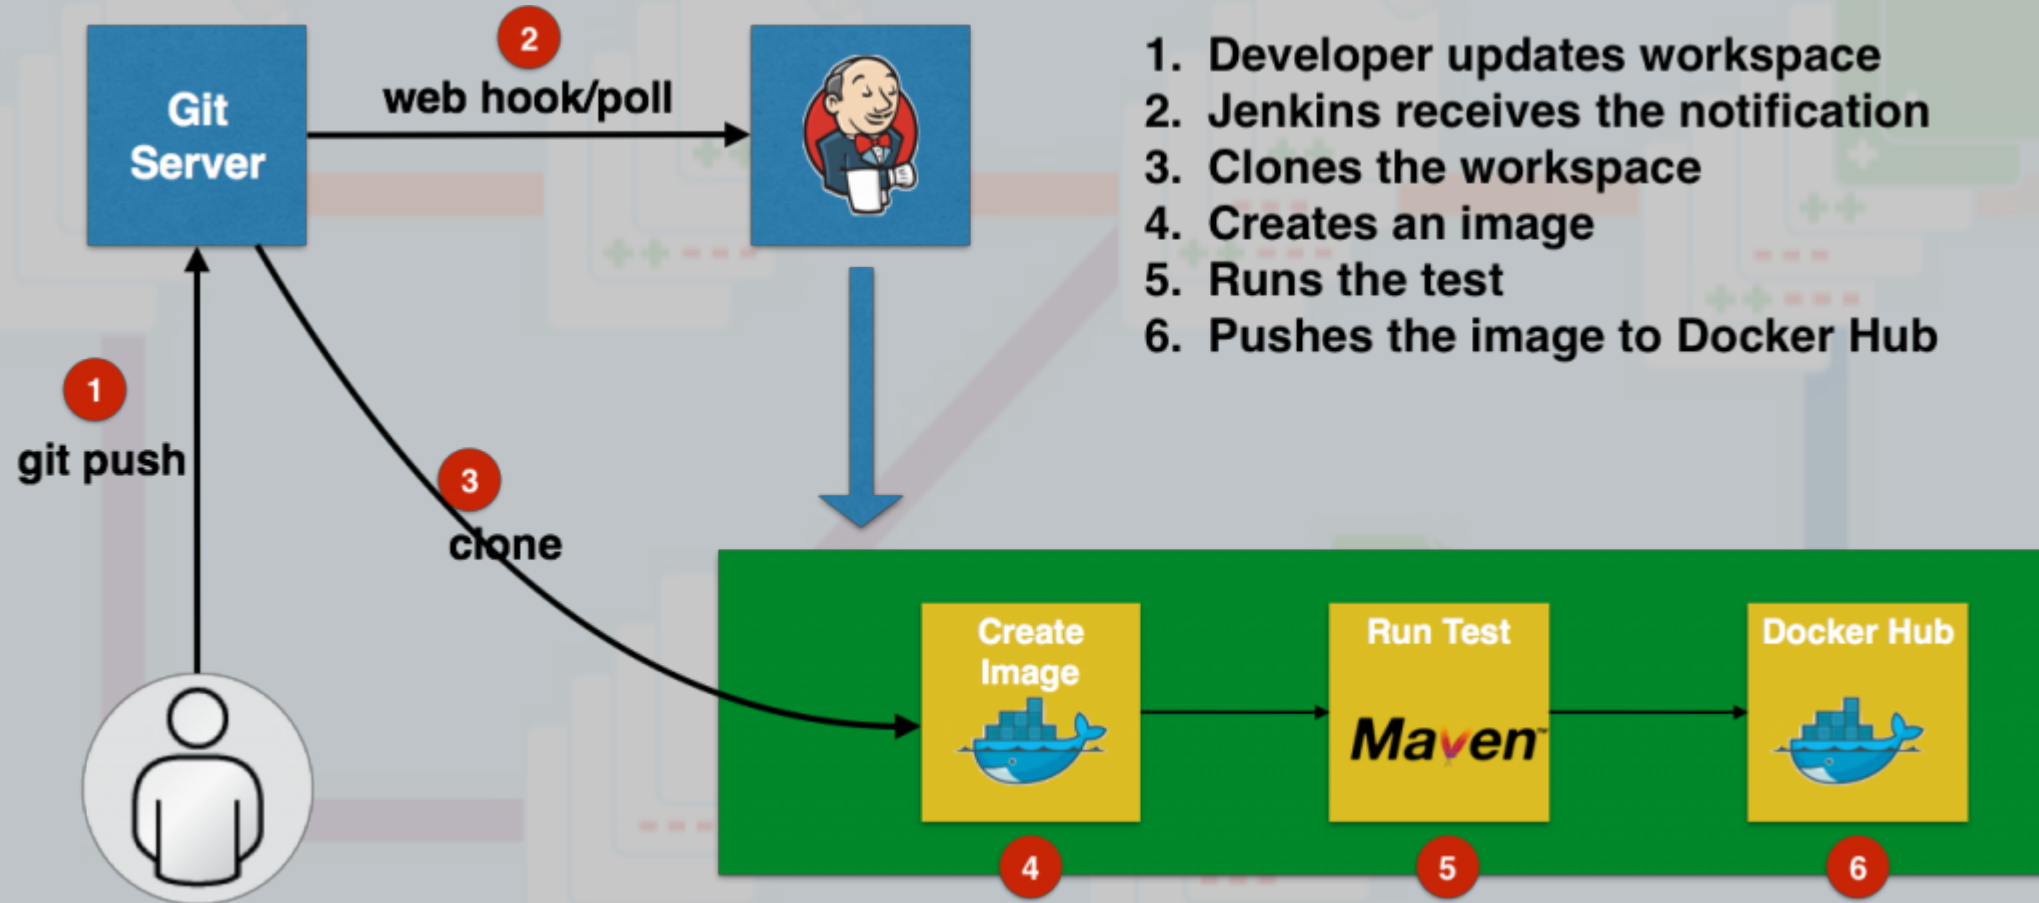 2
web hook/poll
Git
Server
1. Developer updates workspace
2. Jenkins receives the notification
3. Clones the workspace
4. Creates an image
5. Runs the test
6. Pushes the image to Docker Hub
1
git push
3
clone
Create
Image
Run Test
Maven™
Docker Hub
4
5
6